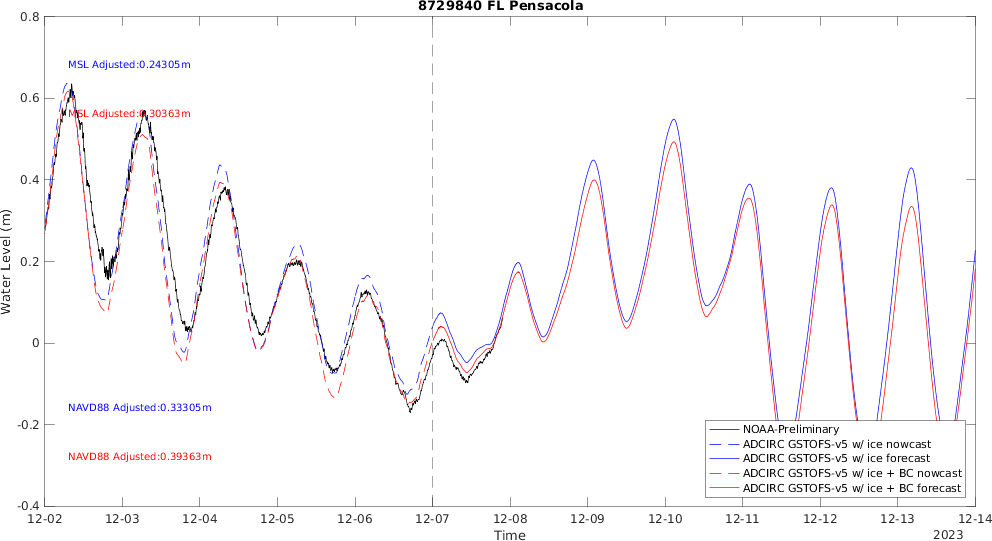 8729840 FL Pensacola
0.8
MSL Adjusted:0.24305m
0.6
MSL Adjusted:0.30363m
0.4
0.2
0
-0.2
-0.4
Water Level (m)
NAVD88 Adjusted:0.33305m
NAVD88 Adjusted:0.39363m
NOAA-Preliminary
ADCIRC GSTOFS-v5 w/ ice nowcast
ADCIRC GSTOFS-v5 w/ ice forecast
ADCIRC GSTOFS-v5 w/ ice + BC nowcast
ADCIRC GSTOFS-v5 w/ ice + BC forecast
12-02 12-03 12-04 12-05 12-06 12-07 12-08 12-09 12-10 12-11 12-12 12-13 12-14
Time
2023